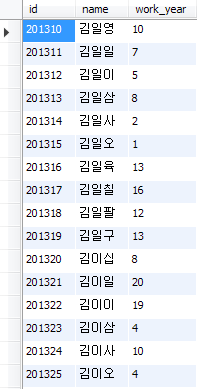 id name work_year
201310 김일영 10
201311 김일일 7
201312 김일이 5
201313 김일삼 8
201314 김일사 2
201315 김일오 1
201316 김일육 13
201317 김일칠 16
201318 김일팔 12
201319 김일구 13
201320 김이십 8
201321 김이일 20
201322 김이이 19
201323 김이삼 4
201324 김이사 10
201325 김이오 4